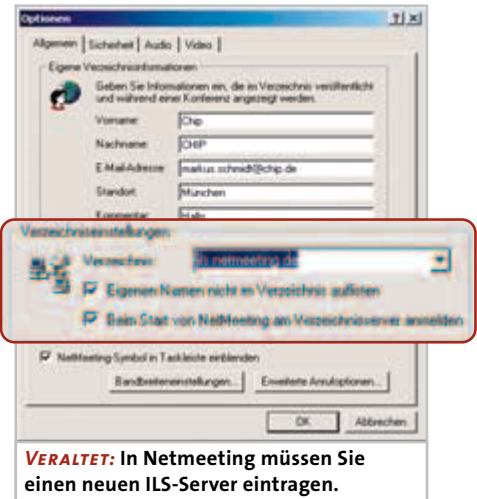 Optionen
Allgemein Sicherheit Audio Video
Eigene Verzeichnisinformationen
Geben Sie Informationen ein, die im Verzeichnis veröffentlicht
und während einer Konferenz angezeigt werden.
Vorname: Chip
Nachname: CHIP
E-Mail-Adresse: markus.schmidt@chip.de
Standort: München
Kommentar: Hallo
Verzeichniseinstellungen
Verzeichnis: ils.netmeeting.de
Eigenen Namen nicht im Verzeichnis auflisten
Beim Start von NetMeeting am Verzeichnisserver anmelden
NetMeeting-Symbol in Taskleiste einblenden
Bandbreiteneinstellungen... Erweiterte Anrufoptionen...
OK Abbrechen
VERALTET: In Netmeeting müssen Sie
einen neuen ILS-Server eintragen.